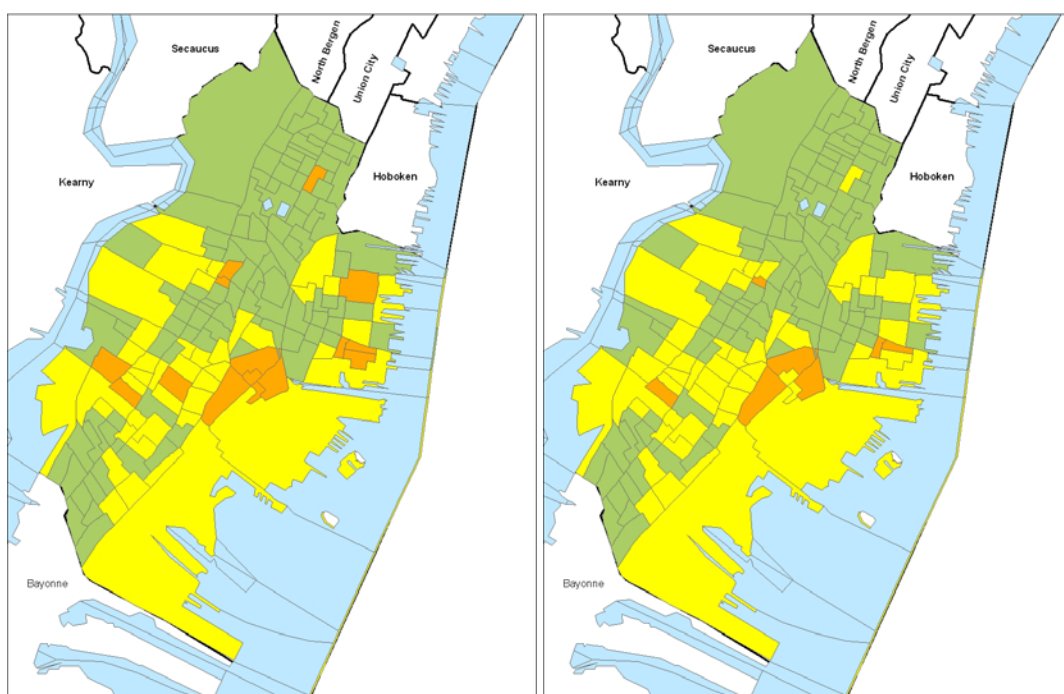 Secaucus
North Bergen
Union City
Kearny
Hoboken
Bayonne
Secaucus
North Bergen
Union City
Kearny
Hoboken
Bayonne